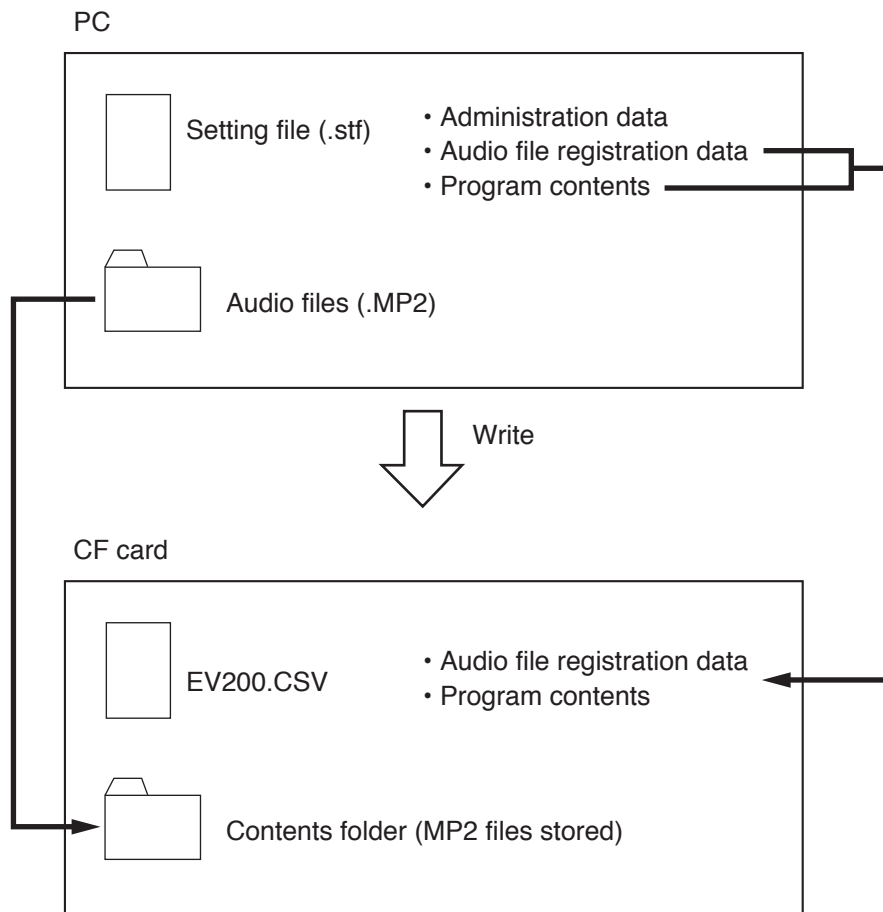 PC
Setting file (.stf)
・Administration data
・Audio file registration data
・Program contents
Audio files (.MP2)
Write
CF card
EV200.CSV
・Audio file registration data
・Program contents
Contents folder (MP2 files stored)